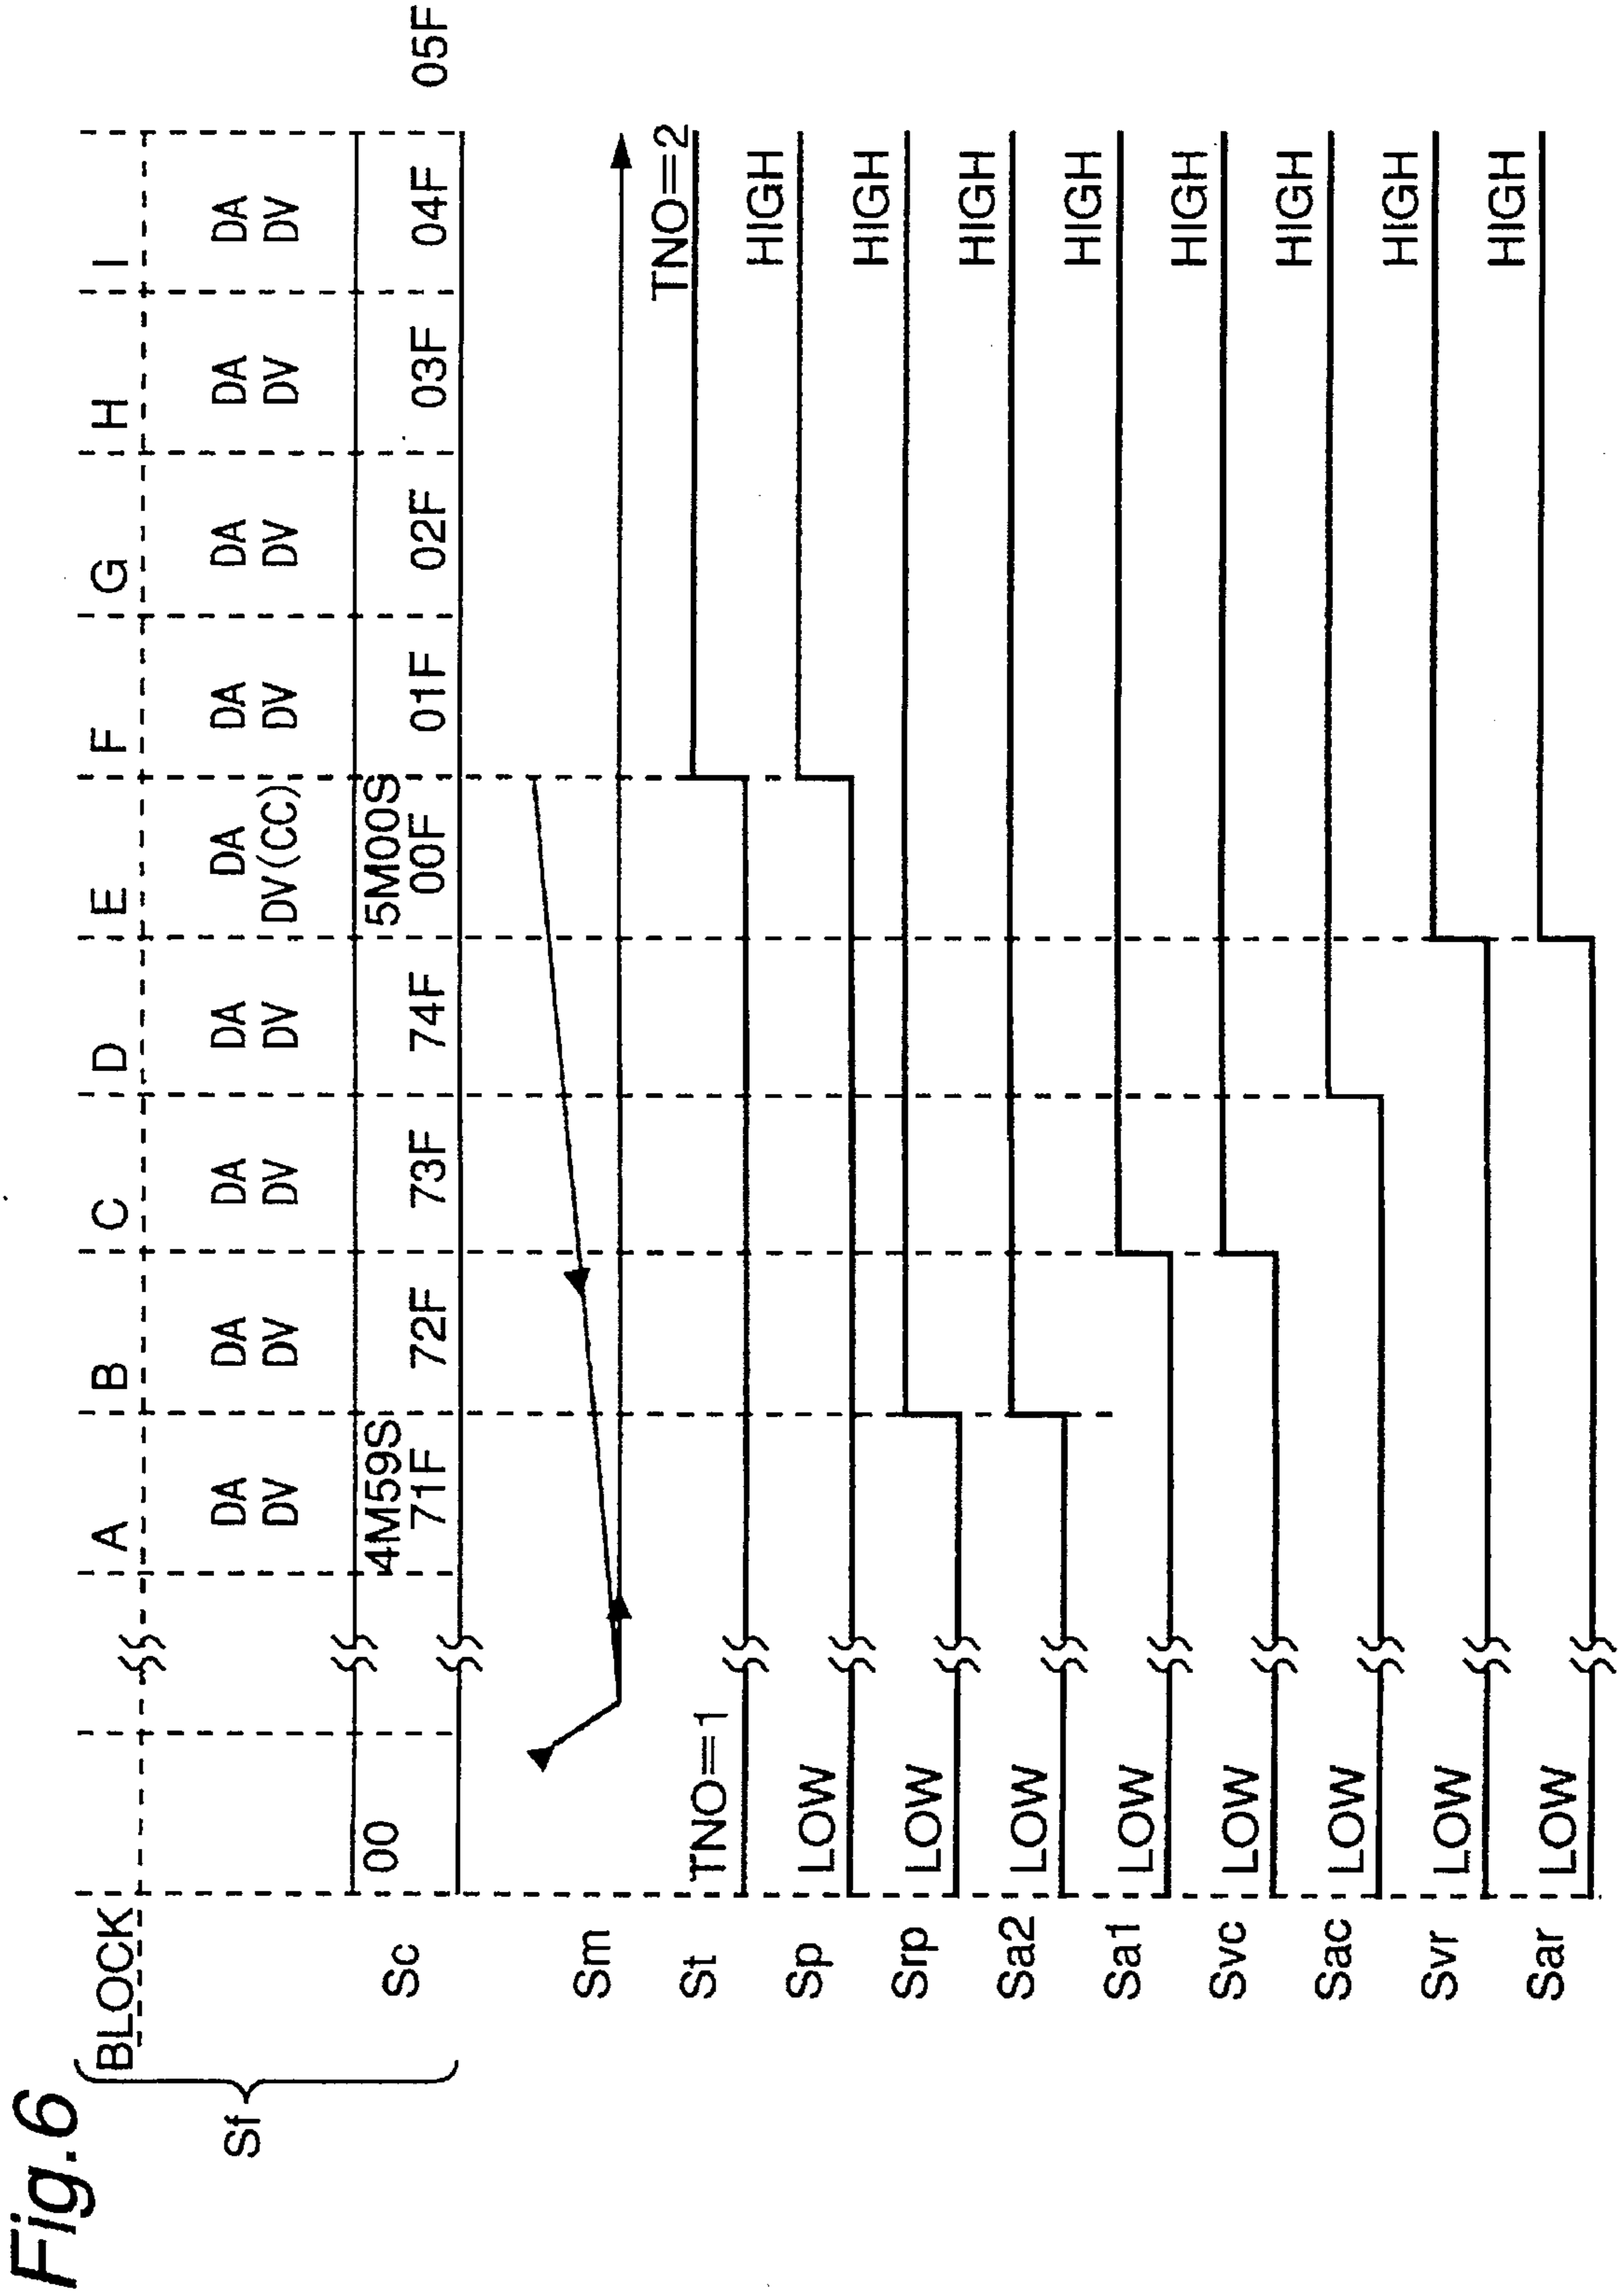 Fig.6
BLOCK A B C D E F G H I
Sf
DA DA DA DA DA DA DA DA DA
DV DV DV DV DV(CC) DV DV DV DV
Sc 00 4M59S 5M00S
71F 72F 73F 74F 00F 01F 02F 03F 04F 05F
Sm
St TNO=1 TNO=2
Sp LOW HIGH
Srp LOW HIGH
Sa2 LOW HIGH
Sa1 LOW HIGH
Svc LOW HIGH
Sac LOW HIGH
Svr LOW HIGH
Sar LOW HIGH